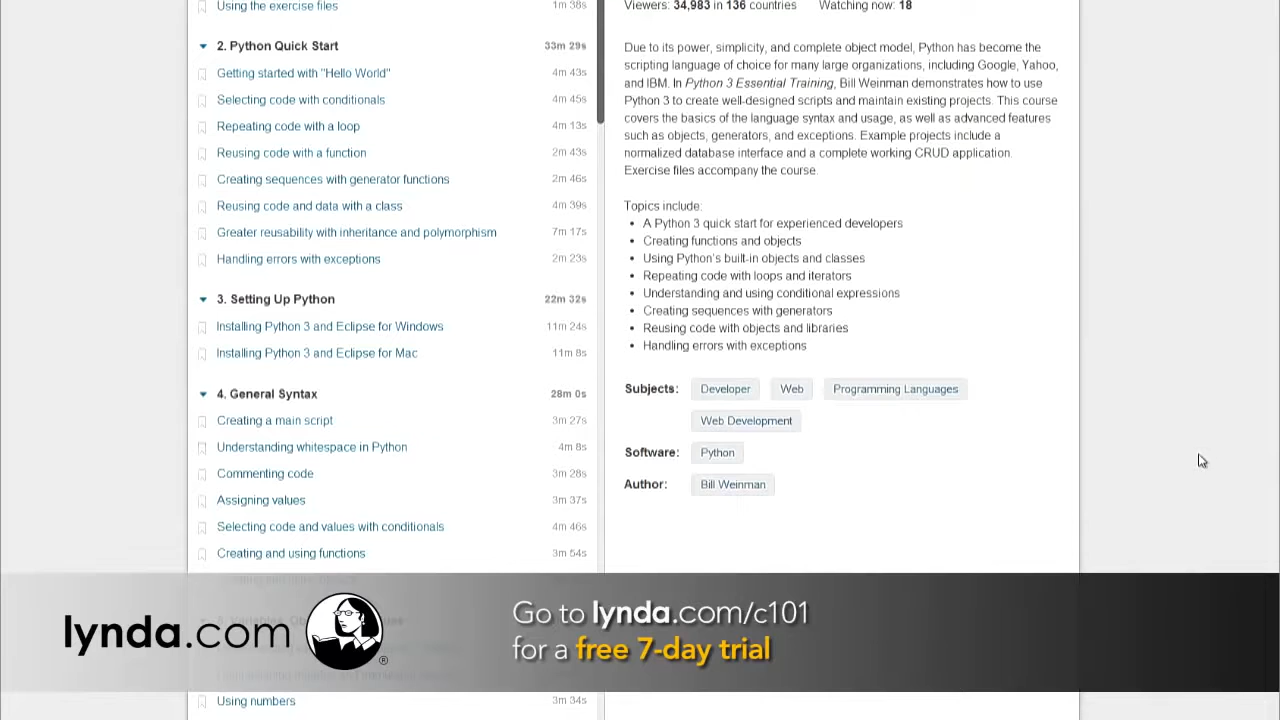 Using the exercise files 1m 38s
2. Python Quick Start 33m 29s
Getting started with "Hello World" 4m 43s
Selecting code with conditionals 4m 45s
Repeating code with a loop 4m 13s
Reusing code with a function 2m 43s
Creating sequences with generator functions 2m 46s
Reusing code and data with a class 4m 39s
Greater reusability with inheritance and polymorphism 7m 17s
Handling errors with exceptions 2m 23s
3. Setting Up Python 22m 32s
Installing Python 3 and Eclipse for Windows 11m 24s
Installing Python 3 and Eclipse for Mac 11m 8s
4. General Syntax 28m 0s
Creating a main script 3m 27s
Understanding whitespace in Python 4m 8s
Commenting code 3m 28s
Assigning values 3m 37s
Selecting code and values with conditionals 4m 46s
Creating and using functions 3m 54s
Using numbers 3m 34s
Viewers: 34,983 in 136 countries Watching now: 18
Due to its power, simplicity, and complete object model, Python has become the
scripting language of choice for many large organizations, including Google, Yahoo,
and IBM. In Python 3 Essential Training, Bill Weinman demonstrates how to use
Python 3 to create well-designed scripts and maintain existing projects. This course
covers the basics of the language syntax and usage, as well as advanced features
such as objects, generators, and exceptions. Example projects include a
normalized database interface and a complete working CRUD application.
Exercise files accompany the course.
Topics include:
• A Python 3 quick start for experienced developers
• Creating functions and objects
• Using Python's built-in objects and classes
• Repeating code with loops and iterators
• Understanding and using conditional expressions
• Creating sequences with generators
• Reusing code with objects and libraries
• Handling errors with exceptions
Subjects: Developer Web Programming Languages
Web Development
Software: Python
Author: Bill Weinman
lynda.com ®
Go to lynda.com/c101
for a free 7-day trial